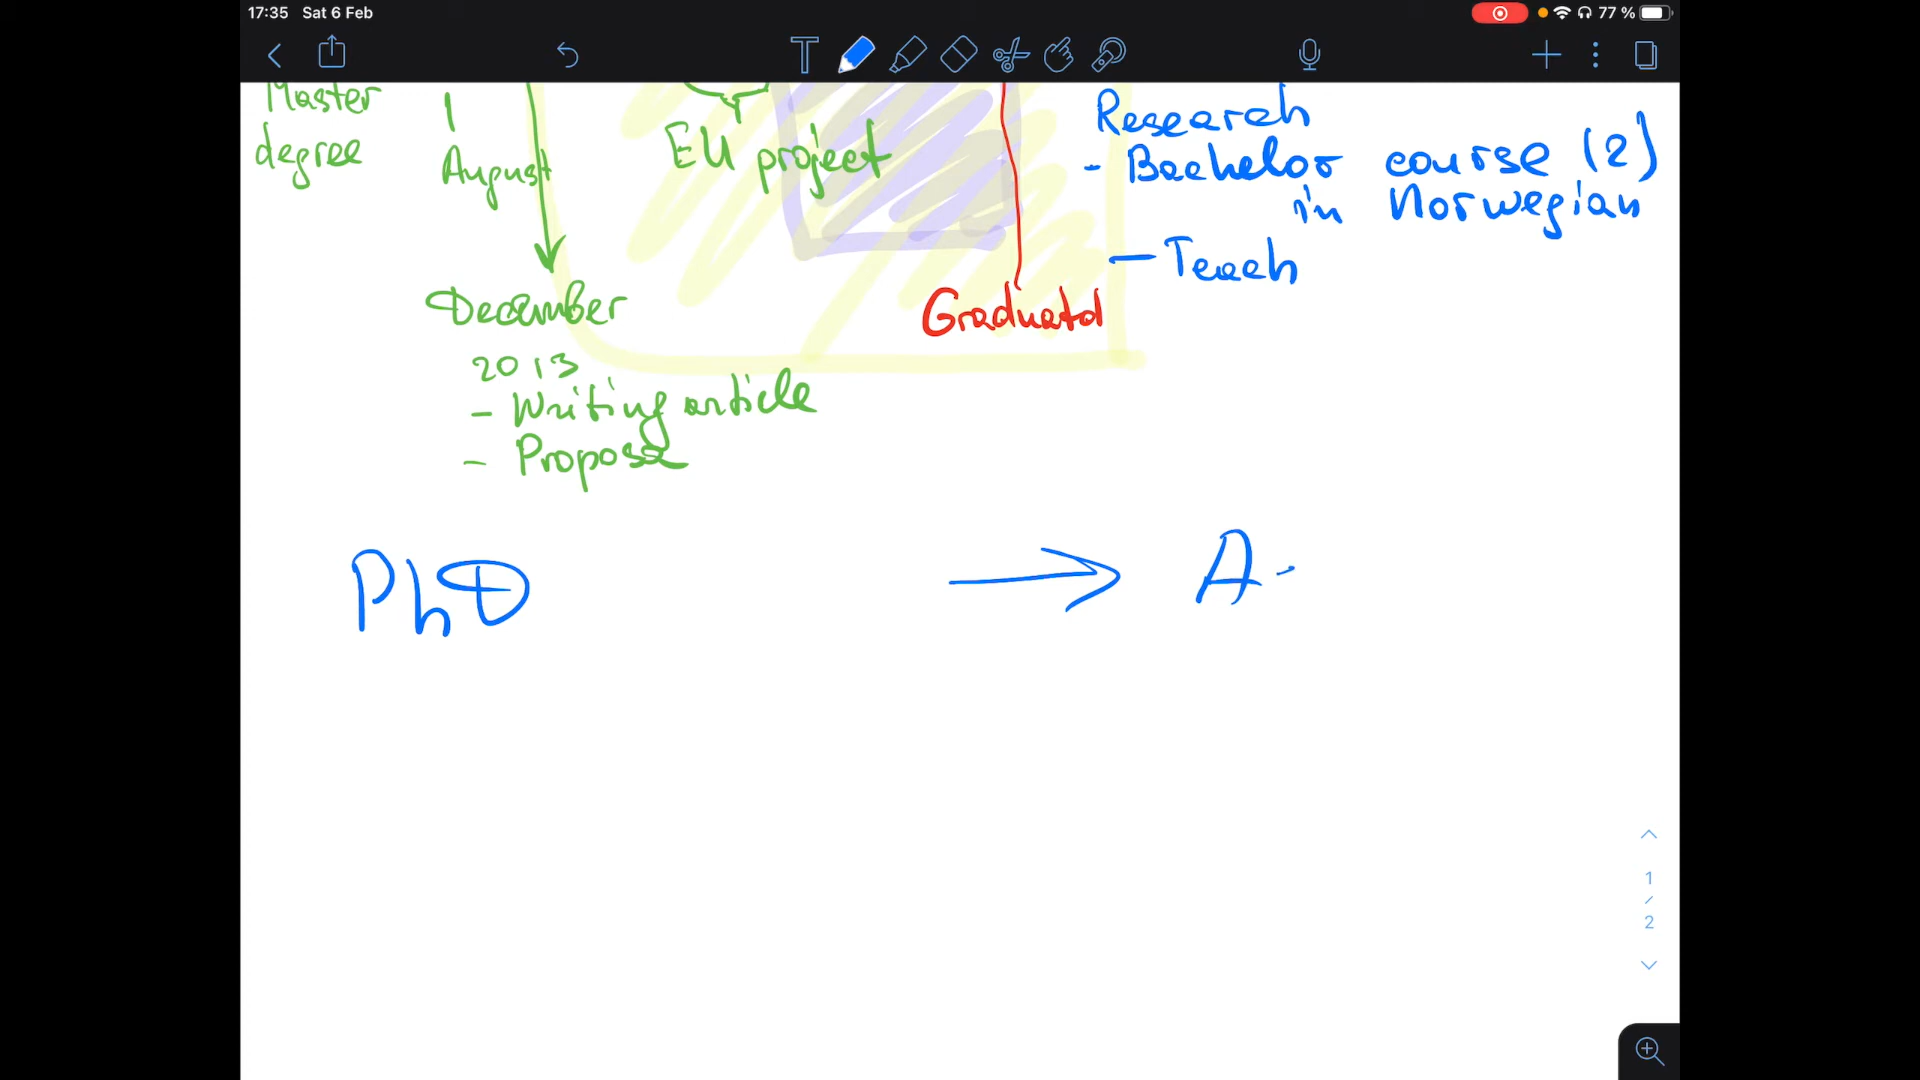 17:35 Sat 6 Feb
77 %
Master
degree
August
EU project
December
2013
- Writing article
- Proposal
Graduated
Research
- Bachelor course (2)
in Norwegian
- Teach
PhD → A
1
/
2